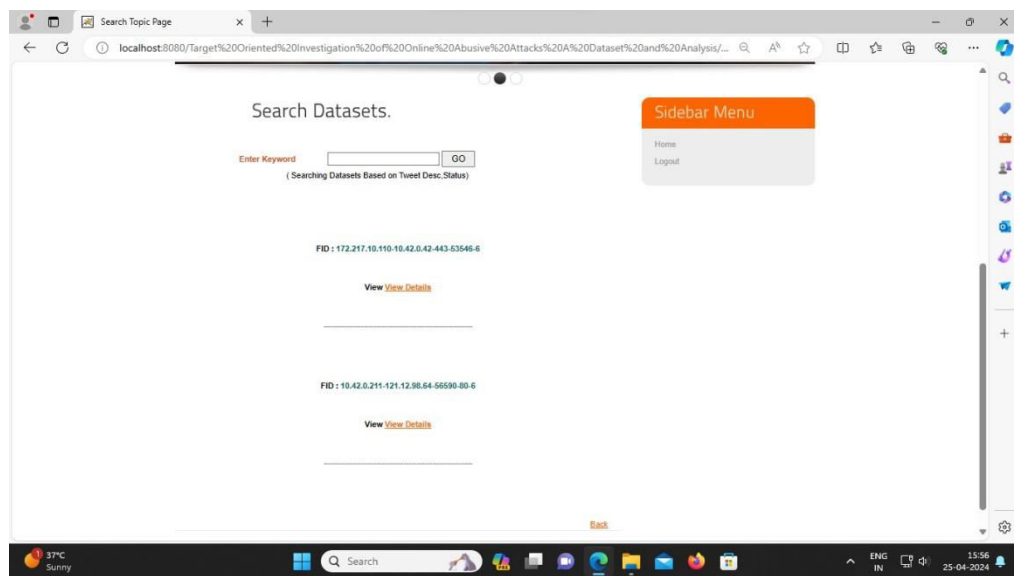 Search Topic Page
localhost:8080/Target%20Oriented%20Investigation%20of%20Online%20Abusive%20Attacks%20A%20Dataset%20and%20Analysis/...
Search Datasets.
Sidebar Menu
Home
Logout
Enter Keyword
GO
( Searching Datasets Based on Tweet Desc,Status)
FID : 172.217.10.110-10.42.0.42-443-53546-6
View View Details
FID : 10.42.0.211-121.12.98.64-56590-80-6
View View Details
Back
1
37°C
Sunny
Search
ENG
IN
15:56
25-04-2024